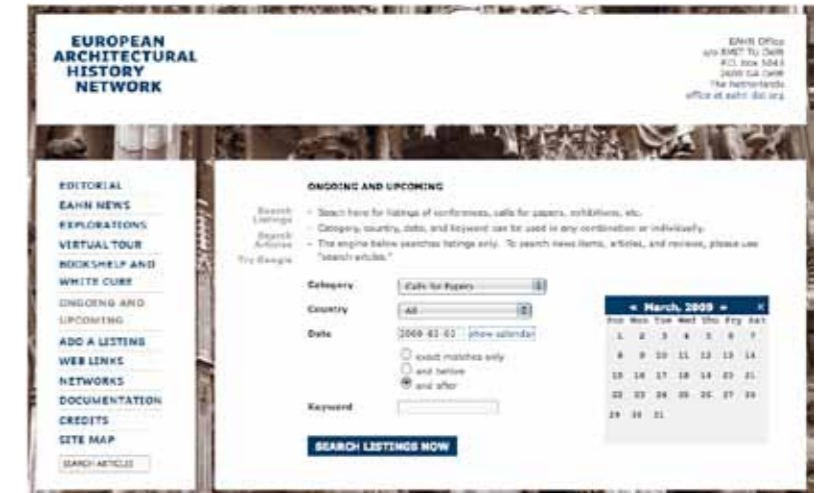 EUROPEAN
ARCHITECTURAL
HISTORY
NETWORK
EAHN Office
c/o RMIT TU Delft
P.O. box 5043
2600 GA Delft
The Netherlands
office at eahn dot org
EDITORIAL
EAHN NEWS
EXPLORATIONS
VIRTUAL TOUR
BOOKSHELF AND
WHITE CUBE
ONGOING AND
UPCOMING
ADD A LISTING
WEB LINKS
NETWORKS
DOCUMENTATION
CREDITS
SITE MAP
SEARCH ARTICLES
Search
Listings
Search
Articles
Try Google
ONGOING AND UPCOMING
- Seach here for listings of conferences, calls for papers, exhibitions, etc.
- Category, country, date, and keyword can be used in any combination or individually.
- The engine below searches listings only. To search news items, articles, and reviews, please use
"search articles."
Category Calls for Papers
Country All
Date 2009-03-03 show calendar
exact matches only
and before
and after
Keyword
SEARCH LISTINGS NOW
« March, 2009 » ×
Sun Mon Tue Wed Thu Fry Sat
1 2 3 4 5 6 7
8 9 10 11 12 13 14
15 16 17 18 19 20 21
22 23 24 25 26 27 28
29 30 31